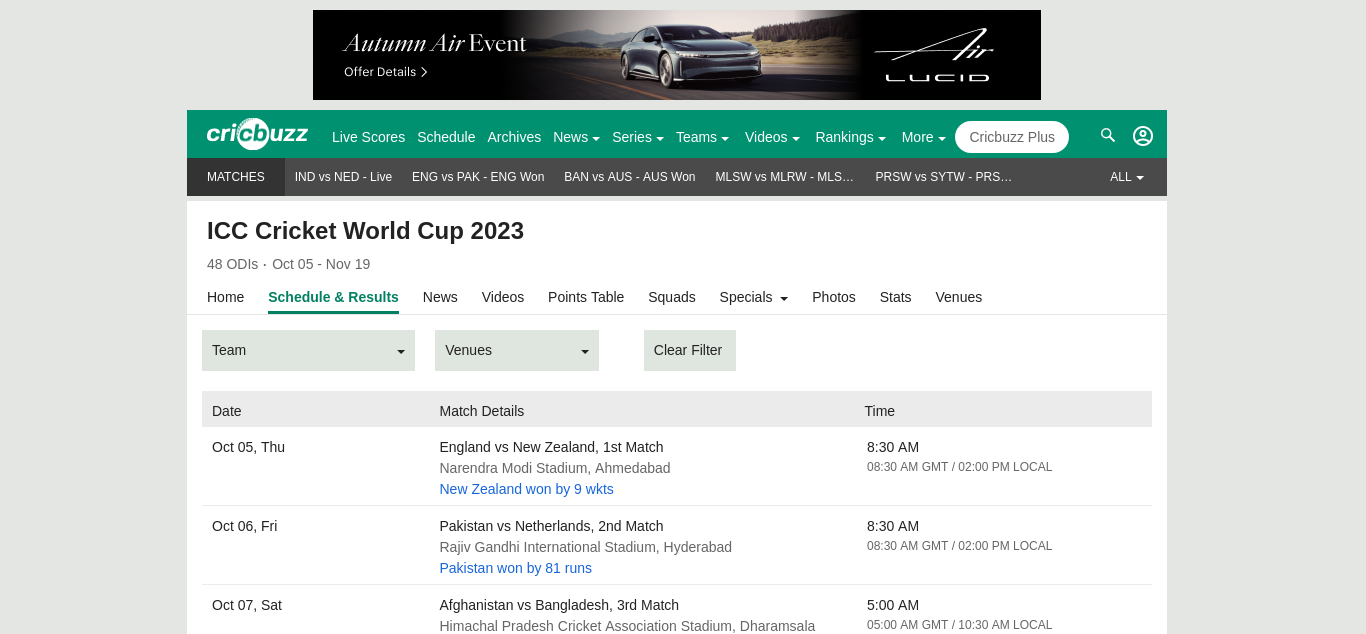 Autumn Air Event
Offer Details
Air
LUCID
cricbuzz
Live Scores Schedule Archives News Series Teams Videos Rankings More Cricbuzz Plus
MATCHES IND vs NED - Live ENG vs PAK - ENG Won BAN vs AUS - AUS Won MLSW vs MLRW - MLS… PRSW vs SYTW - PRS… ALL
ICC Cricket World Cup 2023
48 ODIs · Oct 05 - Nov 19
Home Schedule & Results News Videos Points Table Squads Specials Photos Stats Venues
Team Venues Clear Filter
Date Match Details Time
Oct 05, Thu England vs New Zealand, 1st Match 8:30 AM
Narendra Modi Stadium, Ahmedabad 08:30 AM GMT / 02:00 PM LOCAL
New Zealand won by 9 wkts
Oct 06, Fri Pakistan vs Netherlands, 2nd Match 8:30 AM
Rajiv Gandhi International Stadium, Hyderabad 08:30 AM GMT / 02:00 PM LOCAL
Pakistan won by 81 runs
Oct 07, Sat Afghanistan vs Bangladesh, 3rd Match 5:00 AM
Himachal Pradesh Cricket Association Stadium, Dharamsala 05:00 AM GMT / 10:30 AM LOCAL